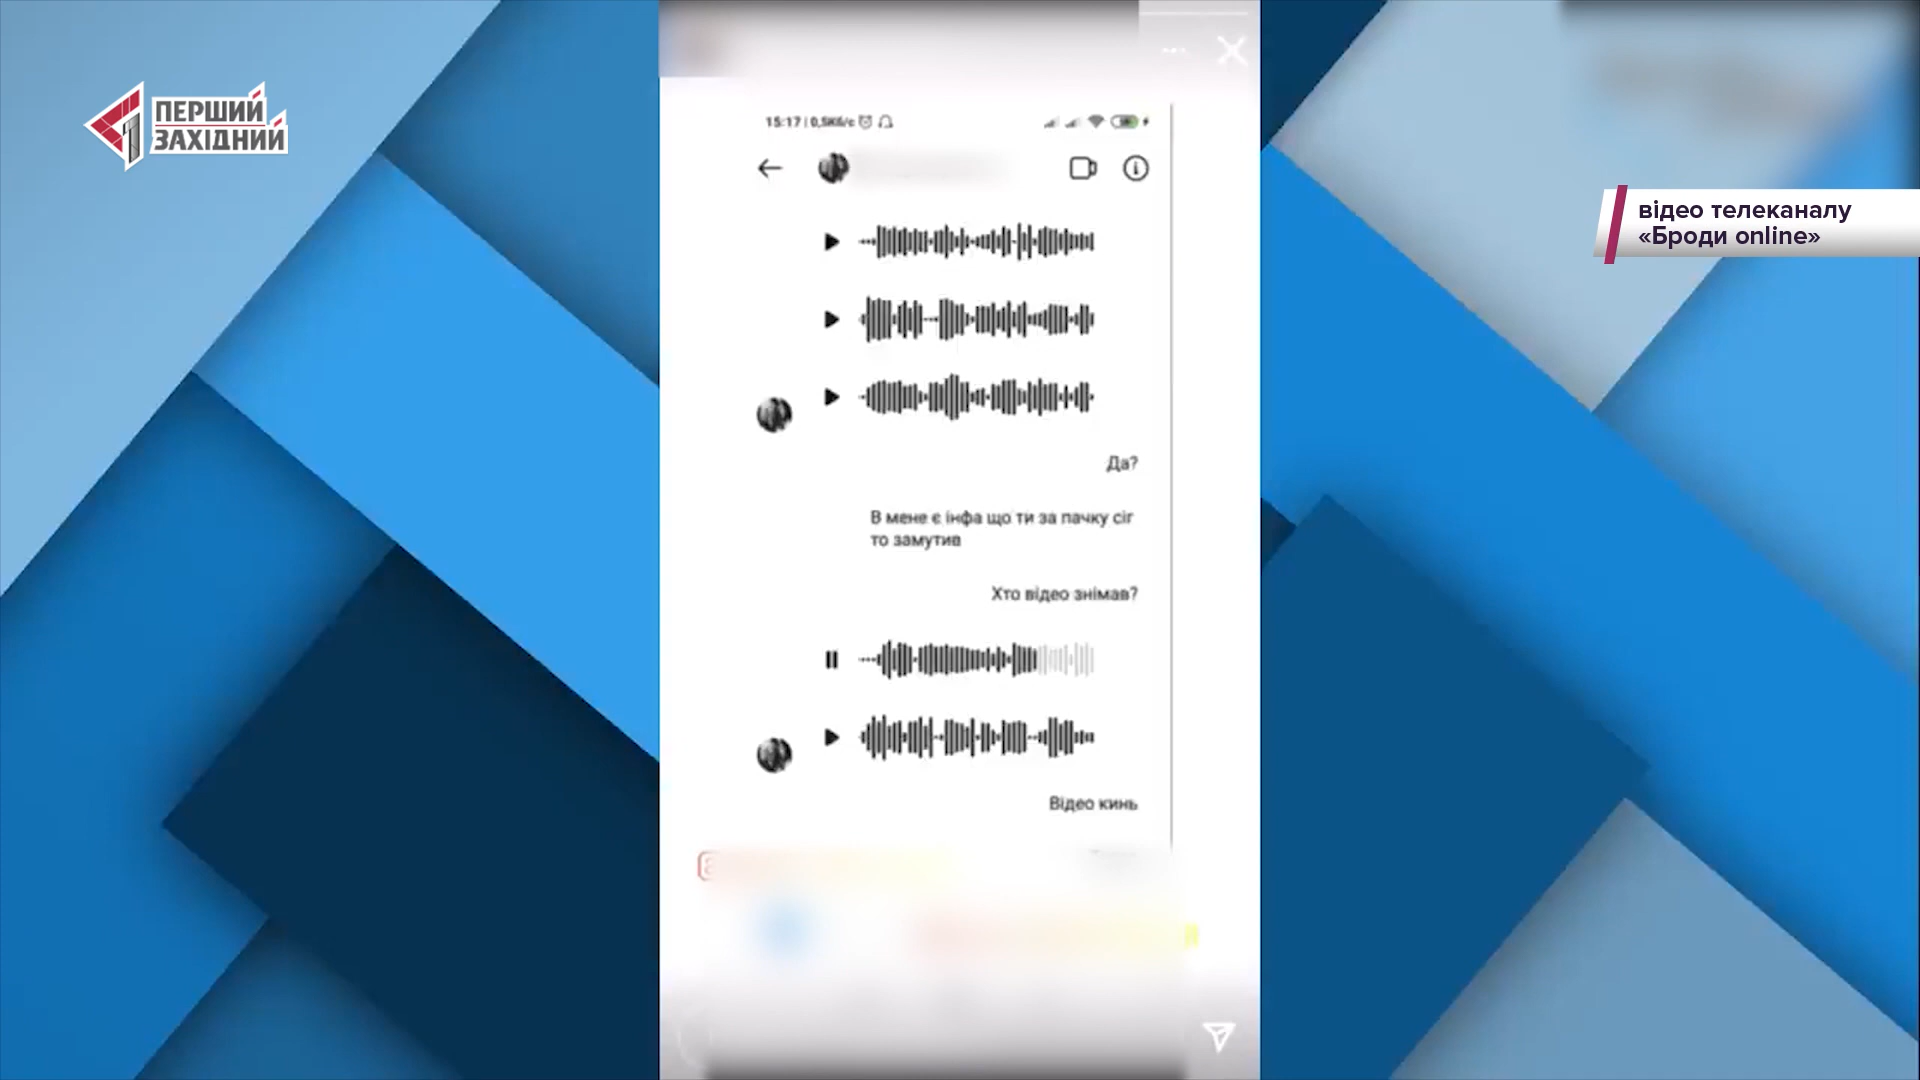 ПЕРШИЙ
ЗАХІДНИЙ
відео телеканалу
«Броди online»
15:17 | 0,5Кб/с
Да?
В мене є інфа що ти за пачку сіг
то замутив
Хто відео знімав?
Відео кинь